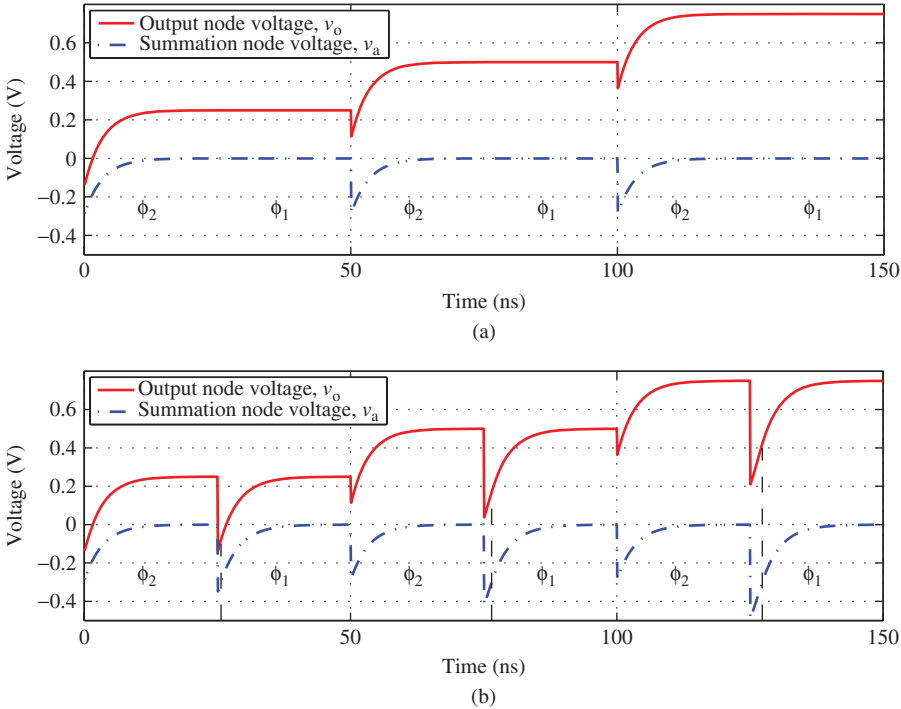 Output node voltage, vo
Summation node voltage, va
0.6
0.4
0.2
0
−0.2
−0.4
Voltage (V)
ϕ2 ϕ1 ϕ2 ϕ1 ϕ2 ϕ1
0 50 100 150
Time (ns)
(a)
Output node voltage, vo
Summation node voltage, va
0.6
0.4
0.2
0
−0.2
−0.4
Voltage (V)
ϕ2 ϕ1 ϕ2 ϕ1 ϕ2 ϕ1
0 50 100 150
Time (ns)
(b)